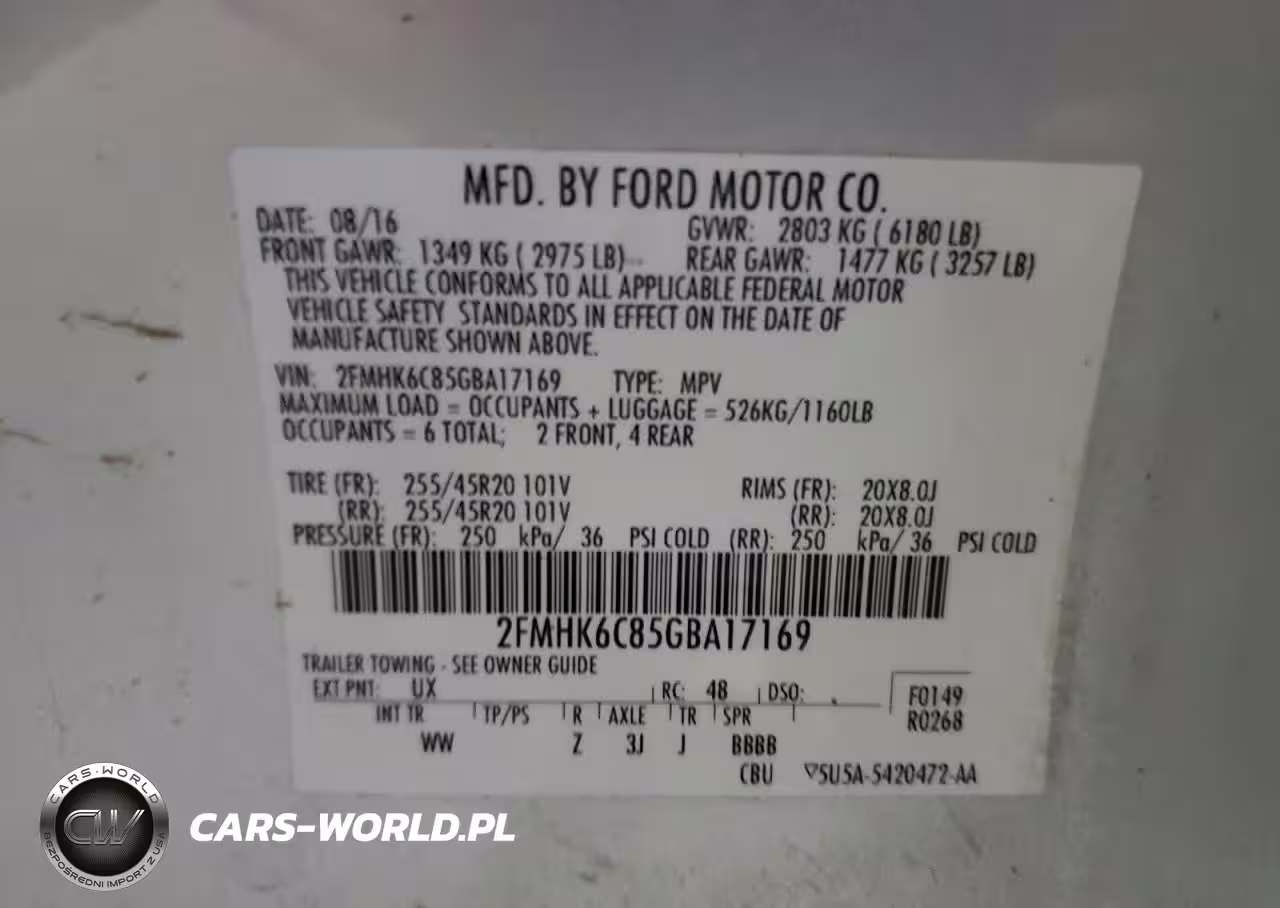 MFD. BY FORD MOTOR CO.
DATE: 08/16 GVWR: 2803 KG ( 6180 LB)
FRONT GAWR: 1349 KG ( 2975 LB) REAR GAWR: 1477 KG ( 3257 LB)
THIS VEHICLE CONFORMS TO ALL APPLICABLE FEDERAL MOTOR
VEHICLE SAFETY STANDARDS IN EFFECT ON THE DATE OF
MANUFACTURE SHOWN ABOVE.
VIN: 2FMHK6C85GBA17169 TYPE: MPV
MAXIMUM LOAD = OCCUPANTS + LUGGAGE = 526KG/1160LB
OCCUPANTS = 6 TOTAL; 2 FRONT, 4 REAR
TIRE (FR): 255/45R20 101V RIMS (FR): 20X8.0J
(RR): 255/45R20 101V (RR): 20X8.0J
PRESSURE (FR): 250 kPa/ 36 PSI COLD (RR): 250 kPa/ 36 PSI COLD
2FMHK6C85GBA17169
TRAILER TOWING - SEE OWNER GUIDE
EXT PNT: UX RC: 48 DSO:
F0149
INT TR TP/PS R AXLE TR SPR
R0268
WW Z 3J J BBBB
CBU ▽5U5A-5420472-AA
CARS-WORLD
CW
BEZPOŚREDNI IMPORT Z USA
CARS-WORLD.PL